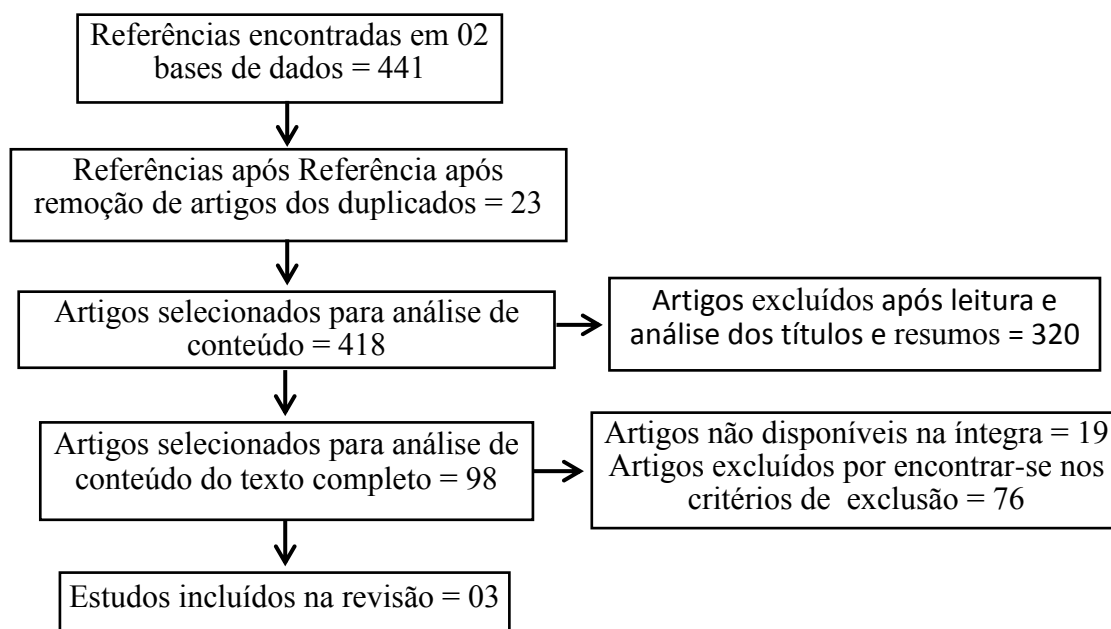 Referências encontradas em 02
bases de dados = 441
Referências após Referência após
remoção de artigos dos duplicados = 23
Artigos selecionados para análise de
conteúdo = 418
Artigos excluídos após leitura e
análise dos títulos e resumos = 320
Artigos selecionados para análise de
conteúdo do texto completo = 98
Artigos não disponíveis na íntegra = 19
Artigos excluídos por encontrar-se nos
critérios de exclusão = 76
Estudos incluídos na revisão = 03